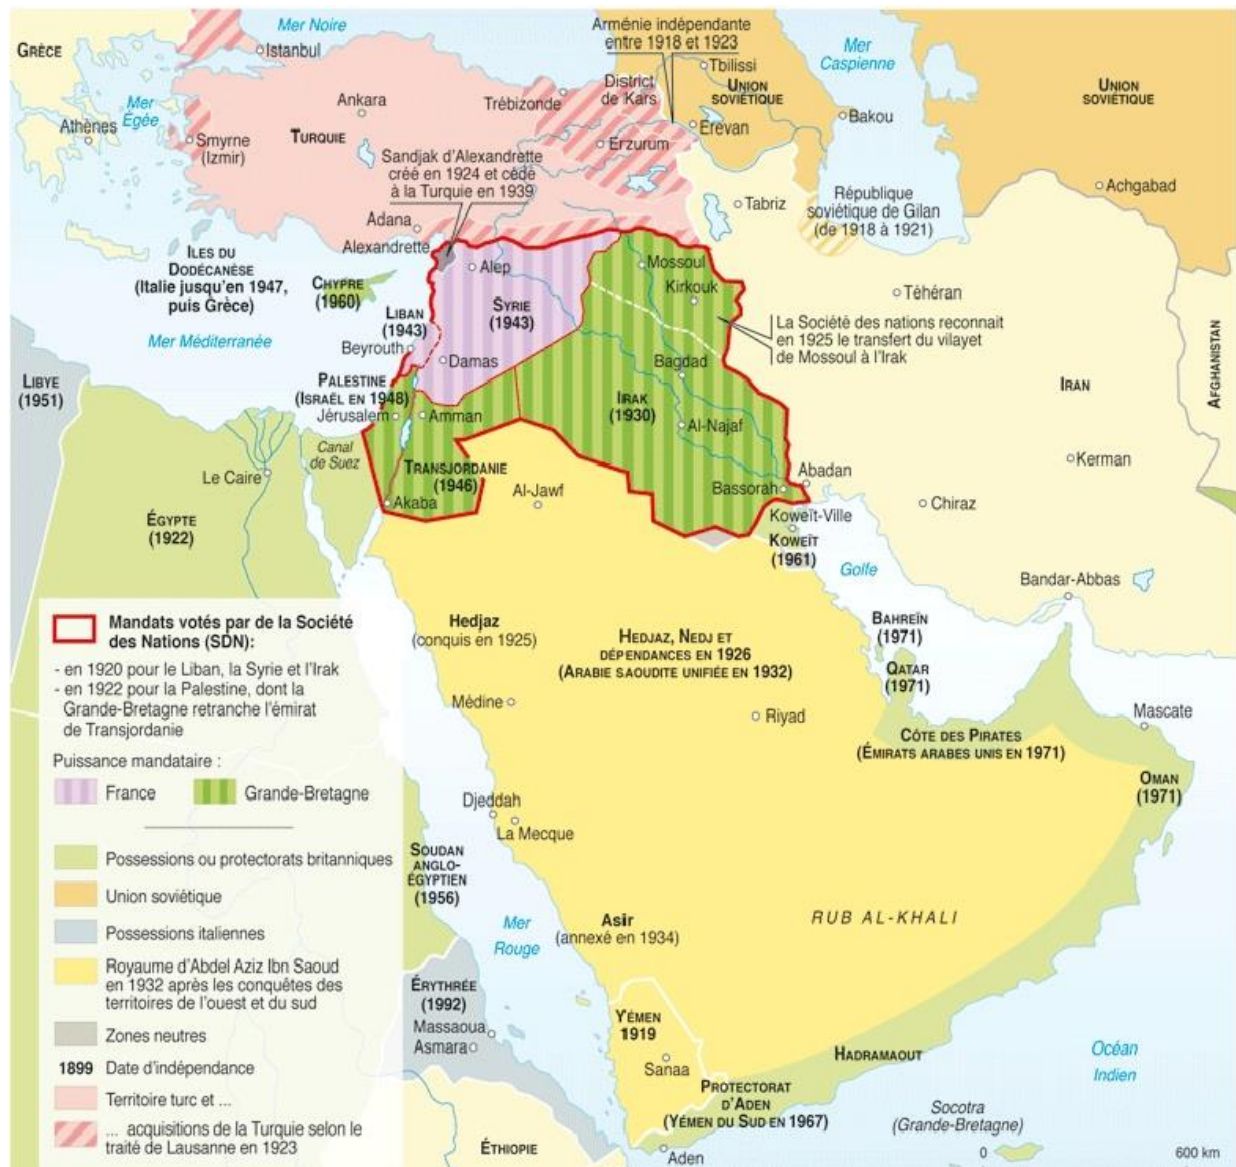 Mer Noire
Arménie indépendante
entre 1918 et 1923
GRÈCE
Istanbul
Mer
Caspienne
Tbilissi
UNION
SOVIÉTIQUE
UNION
SOVIÉTIQUE
Mer
Égée
Ankara
Trébizonde
District
de Kars
Athènes
Smyrne
(Izmir)
TURQUIE
Erevan
Bakou
Erzurum
Sandjak d'Alexandrette
créé en 1924 et cédé
à la Turquie en 1939
Achgabad
Tabriz
République
soviétique de Gilan
(de 1918 à 1921)
Adana
Alexandrette
ILES DU
DODÉCANÈSE
(Italie jusqu'en 1947,
puis Grèce)
CHYPRE
(1960)
Alep
Mossoul
Kirkouk
Téhéran
LIBAN
(1943)
SYRIE
(1943)
Mer Méditerranée
Beyrouth
La Société des nations reconnait
en 1925 le transfert du vilayet
de Mossoul à l'Irak
Damas
Bagdad
LIBYE
(1951)
PALESTINE
(ISRAËL EN 1948)
IRAK
(1930)
IRAN
AFGHANISTAN
Jérusalem
Amman
Al-Najaf
Canal
de Suez
Le Caire
TRANSJORDANIE
(1946)
Al-Jawf
Bassorah
Abadan
Kerman
Akaba
Chiraz
ÉGYPTE
(1922)
Koweït-Ville
KOWEÏT
(1961)
Golfe
Bandar-Abbas
Mandats votés par de la Société
des Nations (SDN):
- en 1920 pour le Liban, la Syrie et l'Irak
- en 1922 pour la Palestine, dont la
Grande-Bretagne retranche l'émirat
de Transjordanie
Puissance mandataire :
France
Grande-Bretagne
Possessions ou protectorats britanniques
Union soviétique
Possessions italiennes
Royaume d'Abdel Aziz Ibn Saoud
en 1932 après les conquêtes des
territoires de l'ouest et du sud
Zones neutres
1899 Date d'indépendance
Territoire turc et ...
... acquisitions de la Turquie selon le
traité de Lausanne en 1923
Hedjaz
(conquis en 1925)
HEDJAZ, NEDJ ET
DÉPENDANCES EN 1926
(ARABIE SAOUDITE UNIFIÉE EN 1932)
BAHREÏN
(1971)
QATAR
(1971)
Médine
Riyad
Mascate
CÔTE DES PIRATES
(ÉMIRATS ARABES UNIS EN 1971)
OMAN
(1971)
Djeddah
La Mecque
SOUDAN
ANGLO-
ÉGYPTIEN
(1956)
Mer
Rouge
Asir
(annexé en 1934)
RUB AL-KHALI
ÉRYTHRÉE
(1992)
Massaoua
Asmara
YÉMEN
1919
Sanaa
HADRAMAOUT
Océan
Indien
PROTECTORAT
D'ADEN
(YÉMEN DU SUD EN 1967)
Socotra
(Grande-Bretagne)
ÉTHIOPIE
Aden
0
600 km